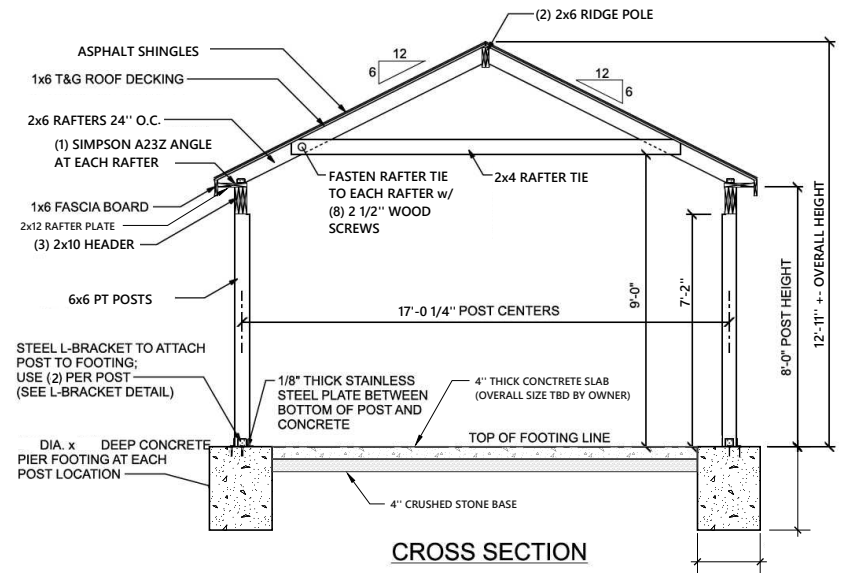 (2) 2x6 RIDGE POLE
ASPHALT SHINGLES
12
6
12
6
1x6 T&G ROOF DECKING
2x6 RAFTERS 24'' O.C.
(1) SIMPSON A23Z ANGLE
AT EACH RAFTER
FASTEN RAFTER TIE
TO EACH RAFTER w/
(8) 2 1/2'' WOOD
SCREWS
2x4 RAFTER TIE
1x6 FASCIA BOARD
2x12 RAFTER PLATE
(3) 2x10 HEADER
6x6 PT POSTS
17'-0 1/4'' POST CENTERS
9'-0"
7'-2''
8'-0" POST HEIGHT
12'-11'' +- OVERALL HEIGHT
STEEL L-BRACKET TO ATTACH
POST TO FOOTING;
USE (2) PER POST
(SEE L-BRACKET DETAIL)
1/8" THICK STAINLESS
STEEL PLATE BETWEEN
BOTTOM OF POST AND
CONCRETE
4'' THICK CONCRETE SLAB
(OVERALL SIZE TBD BY OWNER)
TOP OF FOOTING LINE
DIA. x DEEP CONCRETE
PIER FOOTING AT EACH
POST LOCATION
4'' CRUSHED STONE BASE
CROSS SECTION